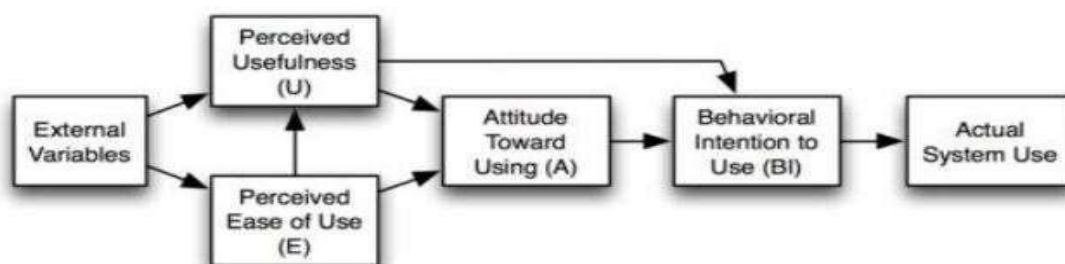 External
Variables
Perceived
Usefulness
(U)
Perceived
Ease of Use
(E)
Attitude
Toward
Using (A)
Behavioral
Intention to
Use (BI)
Actual
System Use